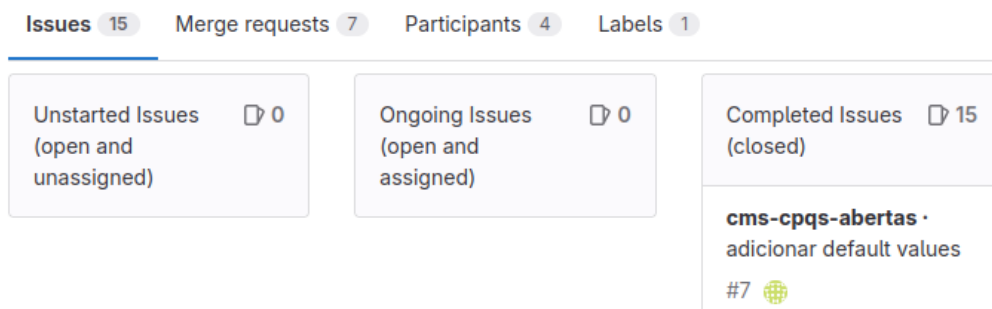 Issues 15 Merge requests 7 Participants 4 Labels 1
Unstarted Issues 0
(open and
unassigned)
Ongoing Issues 0
(open and
assigned)
Completed Issues 15
(closed)
cms-cpqs-abertas ·
adicionar default values
#7